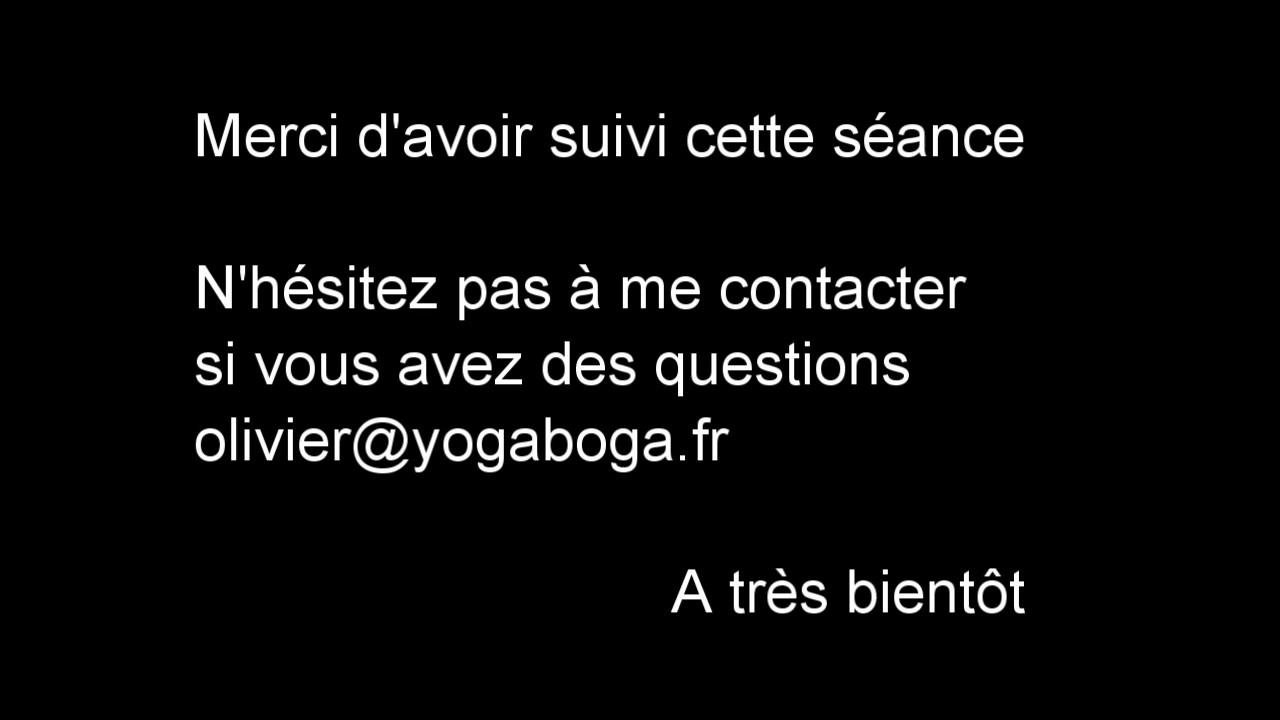 Merci d'avoir suivi cette séance
N'hésitez pas à me contacter
si vous avez des questions
olivier@yogaboga.fr
A très bientôt